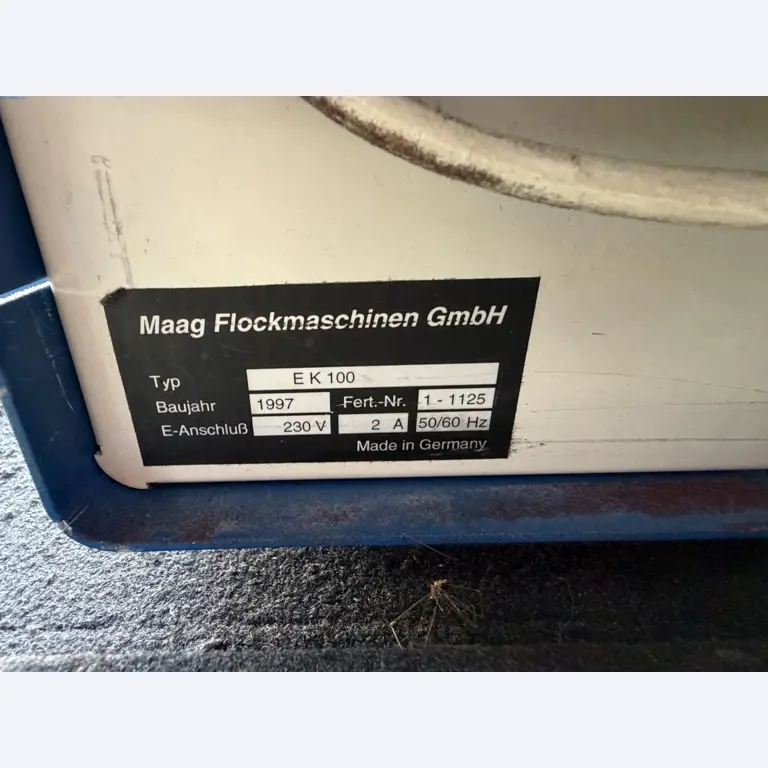 Maag Flockmaschinen GmbH
Typ E K 100
Baujahr 1997 Fert.-Nr. 1 - 1125
E-Anschluß 230 V 2 A 50/60 Hz
Made in Germany